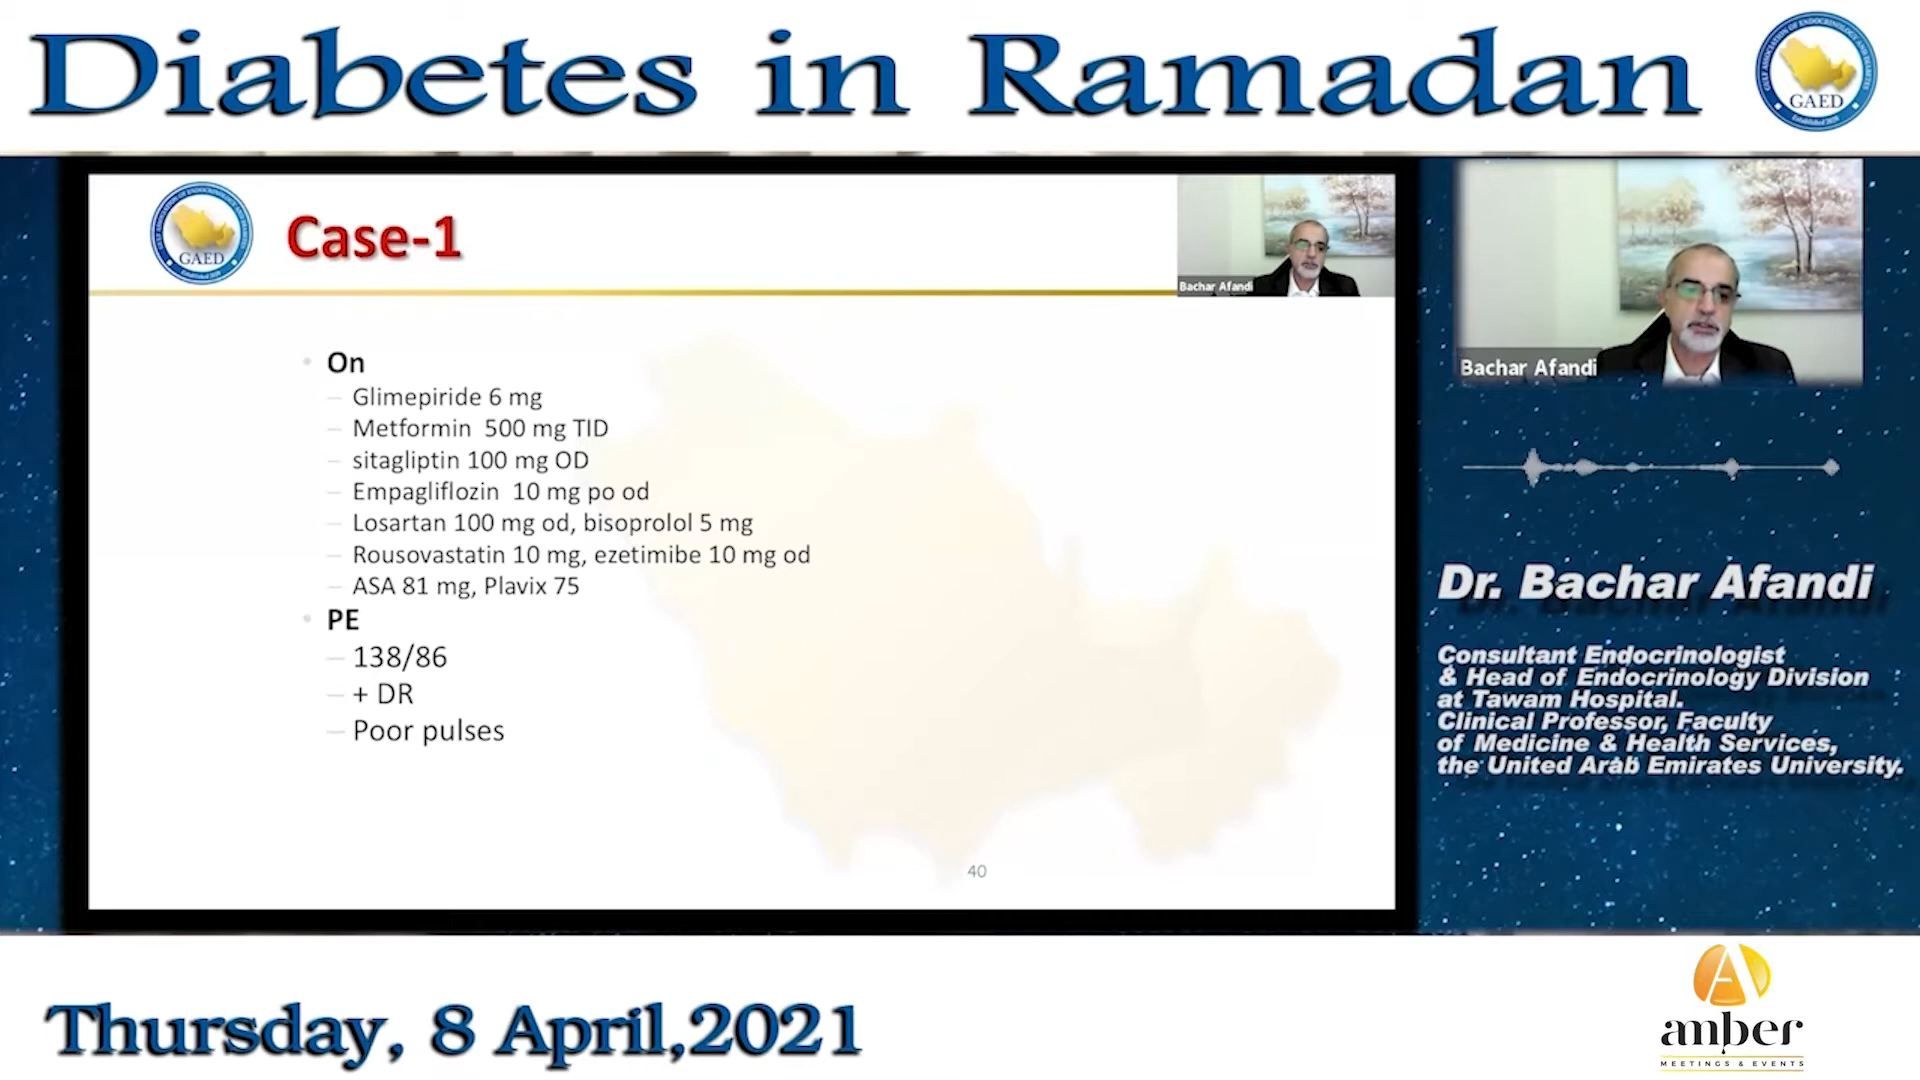 Diabetes in Ramadan
GAED
GAED
Case-1
Bachar Afandi
Bachar Afandi
• On
– Glimepiride 6 mg
– Metformin 500 mg TID
– sitagliptin 100 mg OD
– Empagliflozin 10 mg po od
– Losartan 100 mg od, bisoprolol 5 mg
– Rousovastatin 10 mg, ezetimibe 10 mg od
– ASA 81 mg, Plavix 75
• PE
– 138/86
– + DR
– Poor pulses
40
Dr. Bachar Afandi
Consultant Endocrinologist
& Head of Endocrinology Division
at Tawam Hospital.
Clinical Professor, Faculty
of Medicine & Health Services,
the United Arab Emirates University.
Thursday, 8 April,2021
amber
MEETINGS & EVENTS